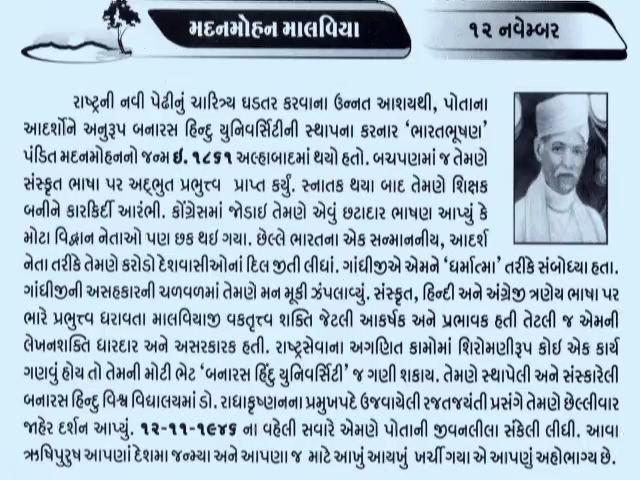 મદનમોહન માલવિયા
૧૨ નવેમ્બર
રાષ્ટ્રની નવી પેઢીનું ચારિત્ર્ય ઘડતર કરવાના ઉન્નત આશયથી, પોતાના
આદર્શોને અનુરૂપ બનારસ હિન્દુ યુનિવર્સિટીની સ્થાપના કરનાર ‘ભારતભૂષણ’
પંડિત મદનમોહનનો જન્મ ઇ. ૧૮૬૧ અલ્હાબાદમાં થયો હતો. બચપણમાં જ તેમણે
સંસ્કૃત ભાષા પર અદ્ભુત પ્રભુત્ત્વ પ્રાપ્ત કર્યું. સ્નાતક થયા બાદ તેમણે શિક્ષક
બનીને કારકિર્દી આરંભી. કોંગ્રેસમાં જોડાઇ તેમણે એવું છટાદાર ભાષણ આપ્યું કે
મોટા વિદ્વાન નેતાઓ પણ છક થઇ ગયા. છેલ્લે ભારતના એક સન્માનનીય, આદર્શ
નેતા તરીકે તેમણે કરોડો દેશવાસીઓનાં દિલ જીતી લીધાં. ગાંધીજીએ એમને ‘ધર્માત્મા’ તરીકે સંબોધ્યા હતા.
ગાંધીજીની અસહકારની ચળવળમાં તેમણે મન મૂકી ઝંપલાવ્યું. સંસ્કૃત, હિન્દી અને અંગ્રેજી ત્રણેય ભાષા પર
ભારે પ્રભુત્ત્વ ધરાવતા માલવિયાજી વકતૃત્ત્વ શક્તિ જેટલી આકર્ષક અને પ્રભાવક હતી તેટલી જ એમની
લેખનશક્તિ ધારદાર અને અસરકારક હતી. રાષ્ટ્રસેવાના અગણિત કામોમાં શિરોમણીરૂપ કોઇ એક કાર્ય
ગણવું હોય તો તેમની મોટી ભેટ ‘બનારસ હિંદુ યુનિવર્સિટી’ જ ગણી શકાય. તેમણે સ્થાપેલી અને સંસ્કારેલી
બનારસ હિન્દુ વિશ્વ વિદ્યાલયમાં ડો. રાધાકૃષ્ણનના પ્રમુખપદે ઉજવાયેલી રજતજયંતી પ્રસંગે તેમણે છેલ્લીવાર
જાહેર દર્શન આપ્યું. ૧૨-૧૧-૧૯૪૬ ના વહેલી સવારે એમણે પોતાની જીવનલીલા સંકેલી લીધી. આવા
ઋષિપુરુષ આપણાં દેશમાં જન્મ્યા અને આપણા જ માટે આખું આયખું ખર્ચી ગયા એ આપણું અહોભાગ્ય છે.